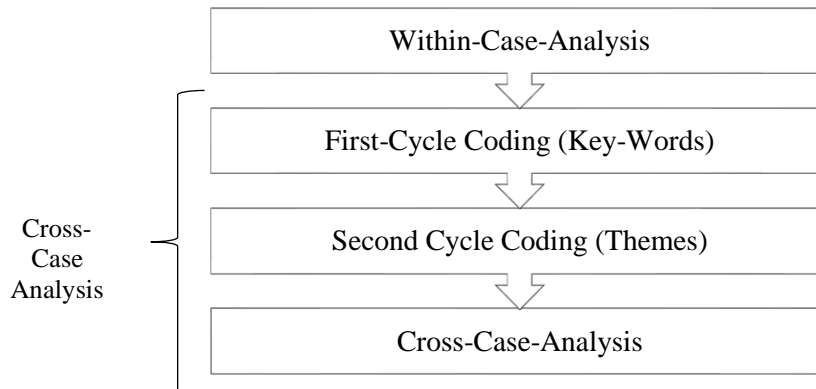 Within-Case-Analysis
First-Cycle Coding (Key-Words)
Second Cycle Coding (Themes)
Cross-Case-Analysis
Cross-
Case
Analysis